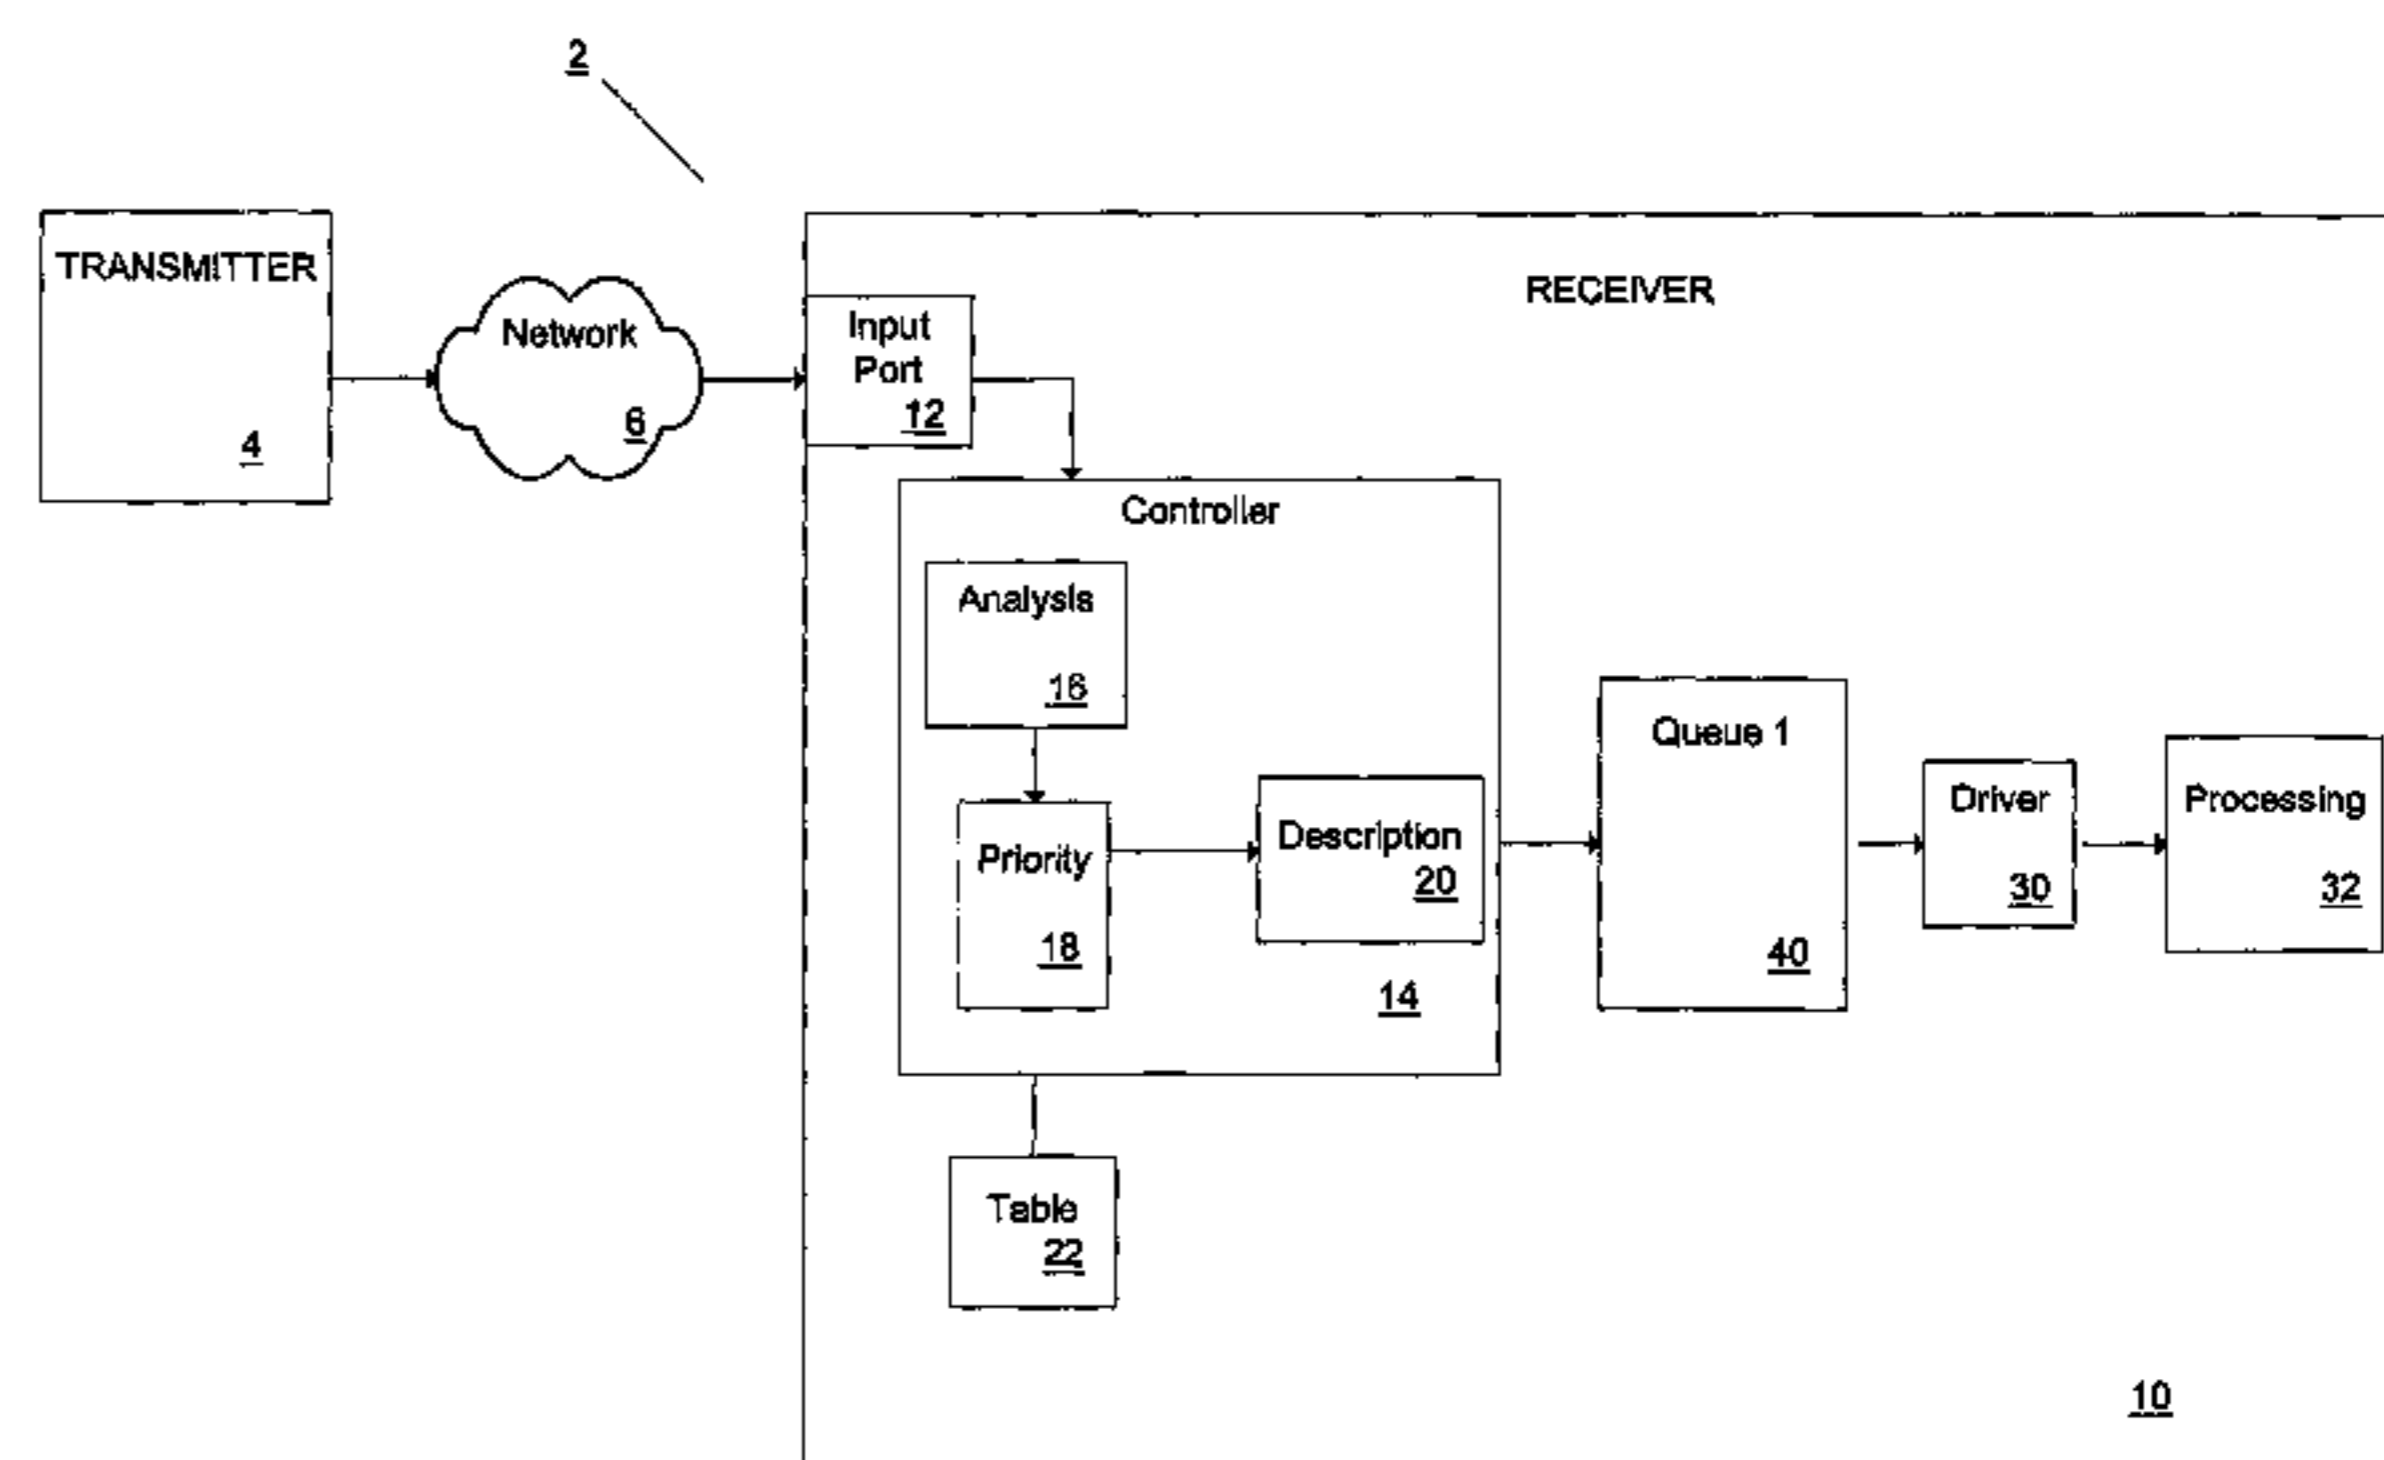 2
TRANSMITTER
4
Network
6
RECEIVER
Input
Port
12
Controller
Analysis
16
Priority
18
Description
20
14
Queue 1
40
Driver
30
Processing
32
Table
22
10